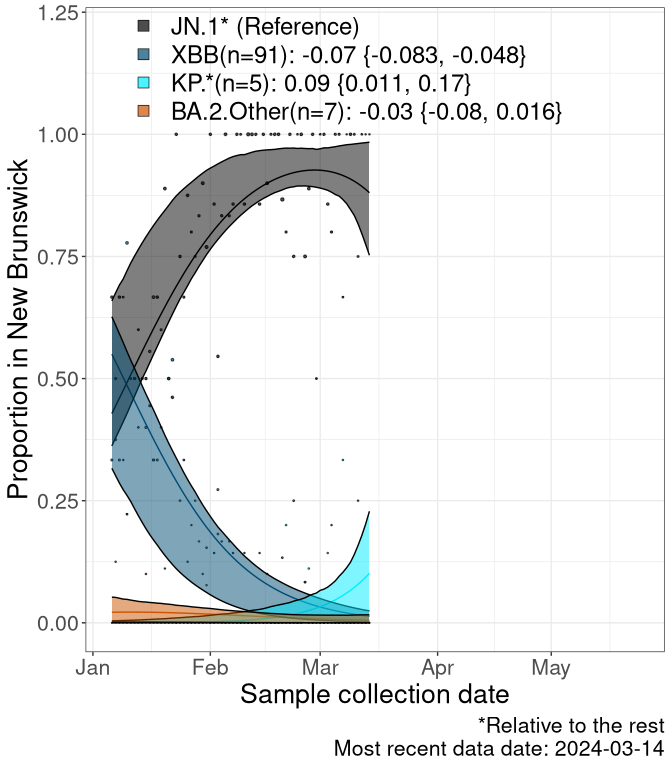 JN.1* (Reference)
XBB(n=91): -0.07 {-0.083, -0.048}
KP.*(n=5): 0.09 {0.011, 0.17}
BA.2.Other(n=7): -0.03 {-0.08, 0.016}
1.25
1.00
0.75
0.50
0.25
0.00
Proportion in New Brunswick
Jan Feb Mar Apr May
Sample collection date
*Relative to the rest
Most recent data date: 2024-03-14